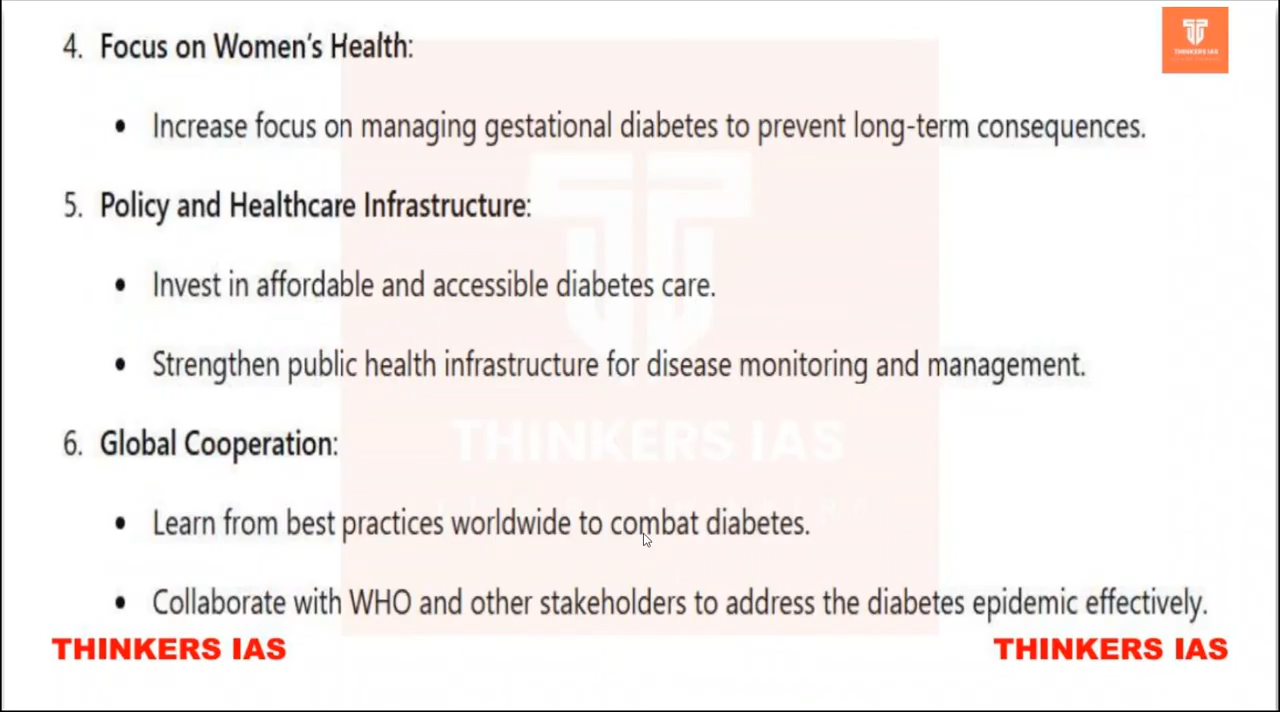 THINKERS IAS
4. Focus on Women's Health:
• Increase focus on managing gestational diabetes to prevent long-term consequences.
5. Policy and Healthcare Infrastructure:
• Invest in affordable and accessible diabetes care.
• Strengthen public health infrastructure for disease monitoring and management.
THINKERS IAS
6. Global Cooperation:
• Learn from best practices worldwide to combat diabetes.
• Collaborate with WHO and other stakeholders to address the diabetes epidemic effectively.
THINKERS IAS
THINKERS IAS